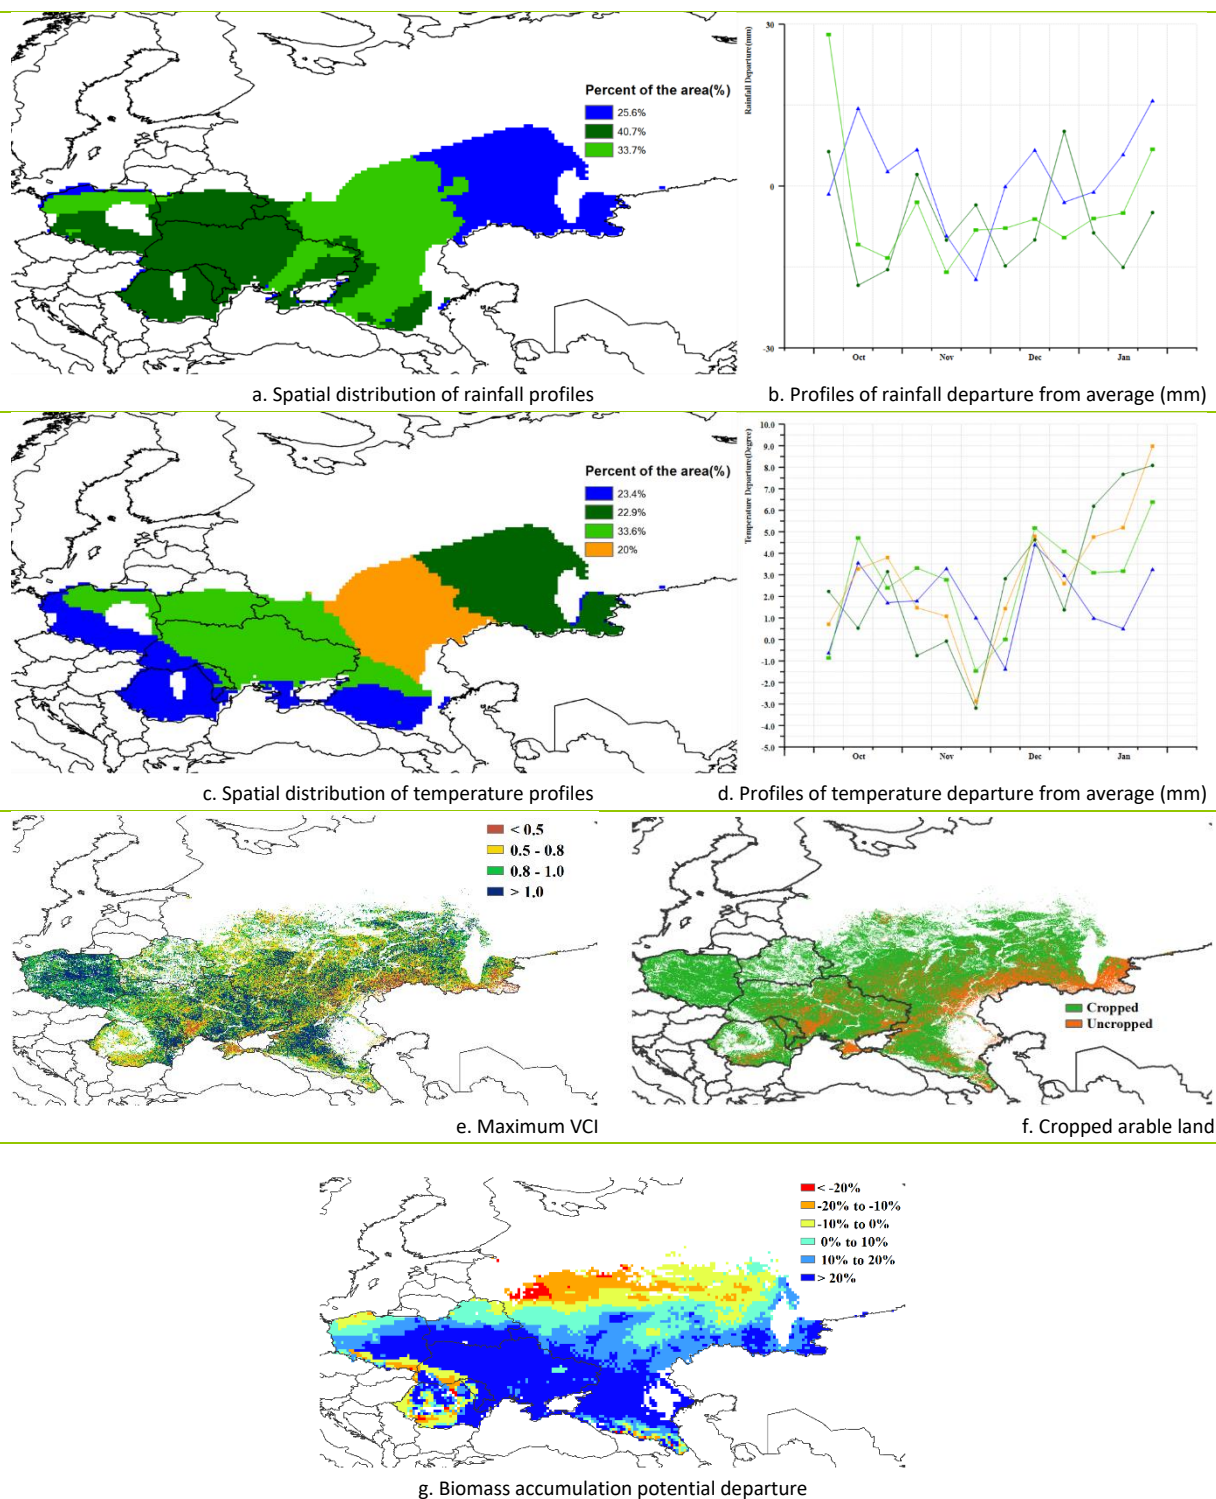 Percent of the area(%)
25.6%
40.7%
33.7%
Rainfall Departure(mm)
30
0
-30
Oct
Nov
Dec
Jan
a. Spatial distribution of rainfall profiles
b. Profiles of rainfall departure from average (mm)
Percent of the area(%)
23.4%
22.9%
33.6%
20%
Temperature Departure(Degree)
10.0
9.0
8.0
7.0
6.0
5.0
4.0
3.0
2.0
1.0
0.0
-1.0
-2.0
-3.0
-4.0
-5.0
Oct
Nov
Dec
Jan
c. Spatial distribution of temperature profiles
d. Profiles of temperature departure from average (mm)
< 0.5
0.5 - 0.8
0.8 - 1.0
> 1.0
Cropped
Uncropped
e. Maximum VCI
f. Cropped arable land
< -20%
-20% to -10%
-10% to 0%
0% to 10%
10% to 20%
> 20%
g. Biomass accumulation potential departure